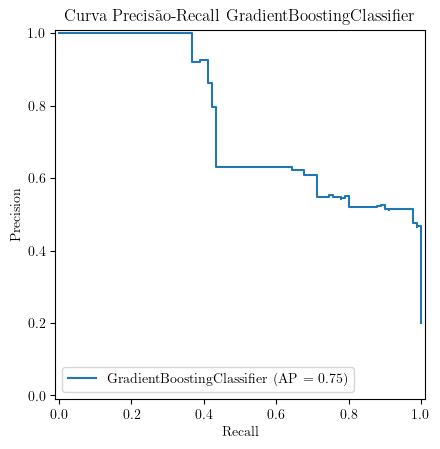 Curva Precisão-Recall GradientBoostingClassifier
1.0
0.8
0.6
0.4
0.2
0.0
Precision
GradientBoostingClassifier (AP = 0.75)
0.0 0.2 0.4 0.6 0.8 1.0
Recall